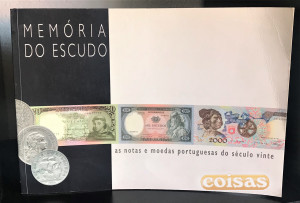 MEMÓRIA
DO ESCUDO
2000
as notas e moedas portuguesas do século vinte
coisas